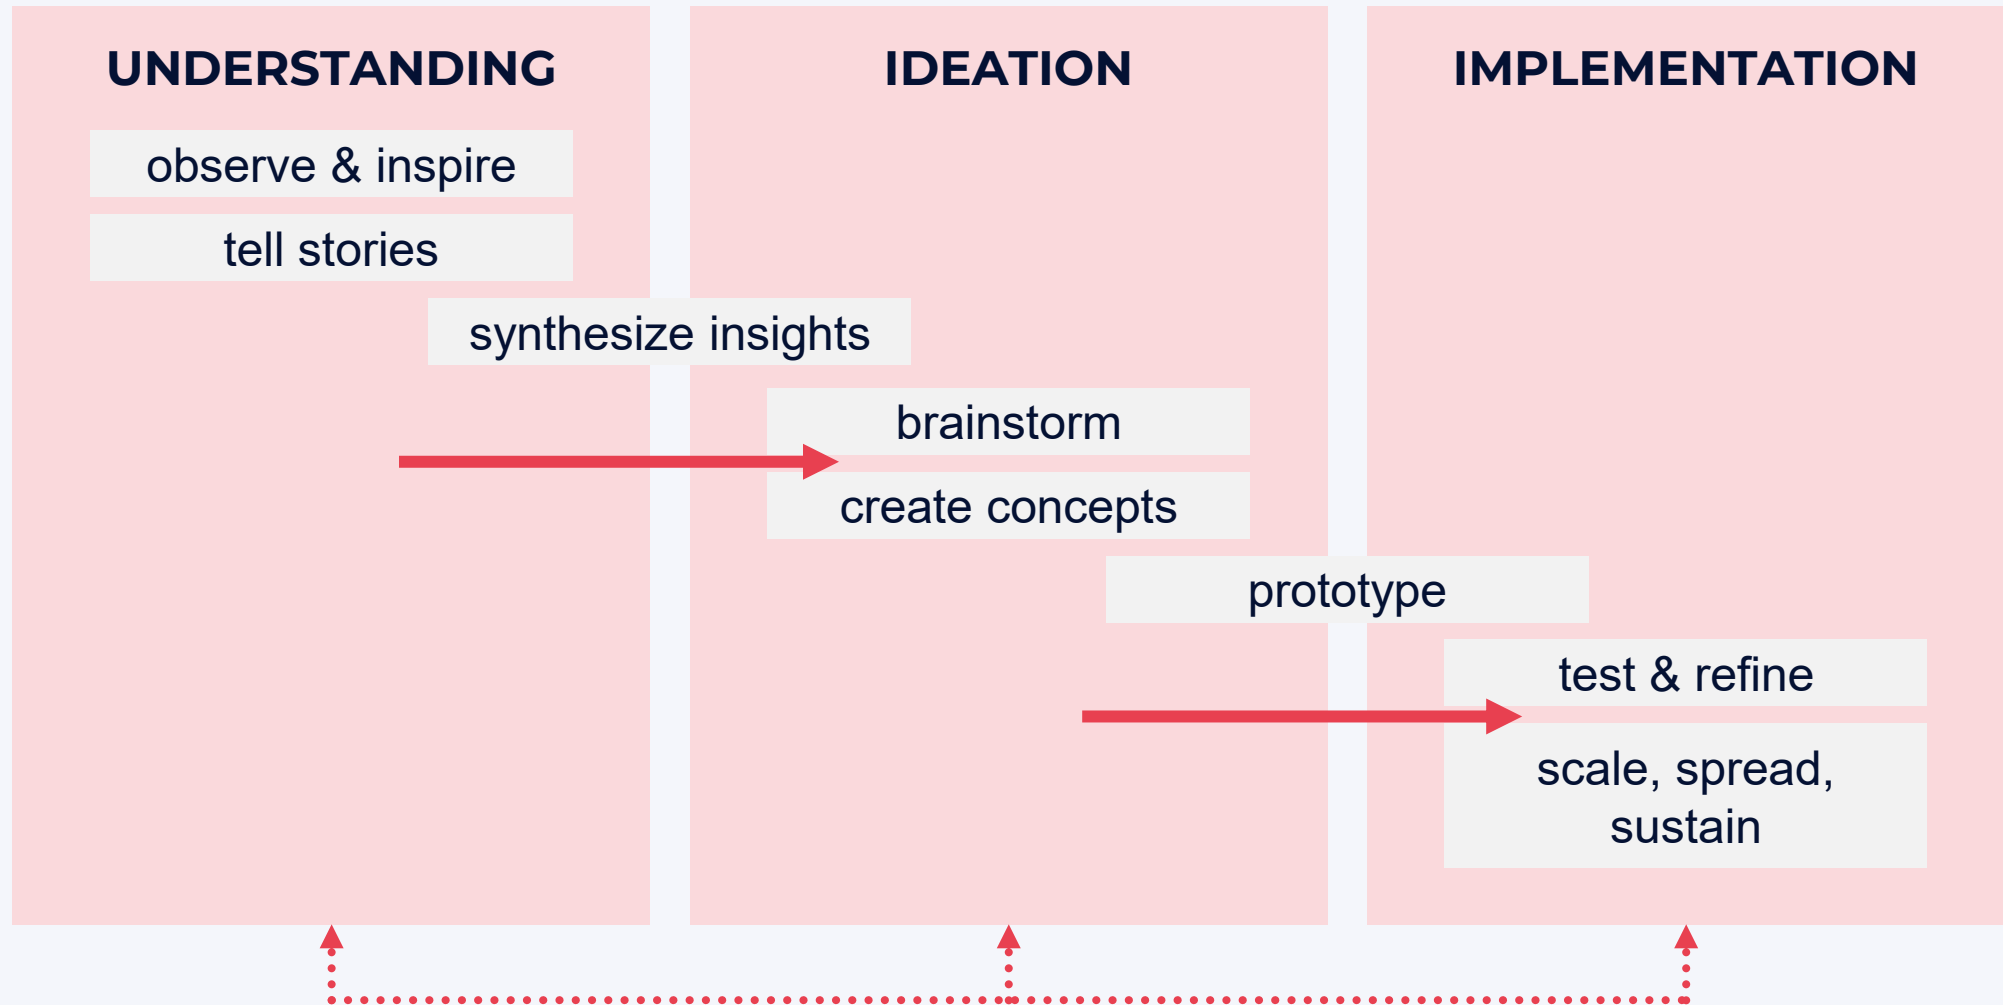 UNDERSTANDING
observe & inspire
tell stories
synthesize insights
IDEATION
brainstorm
create concepts
prototype
IMPLEMENTATION
test & refine
scale, spread,
sustain